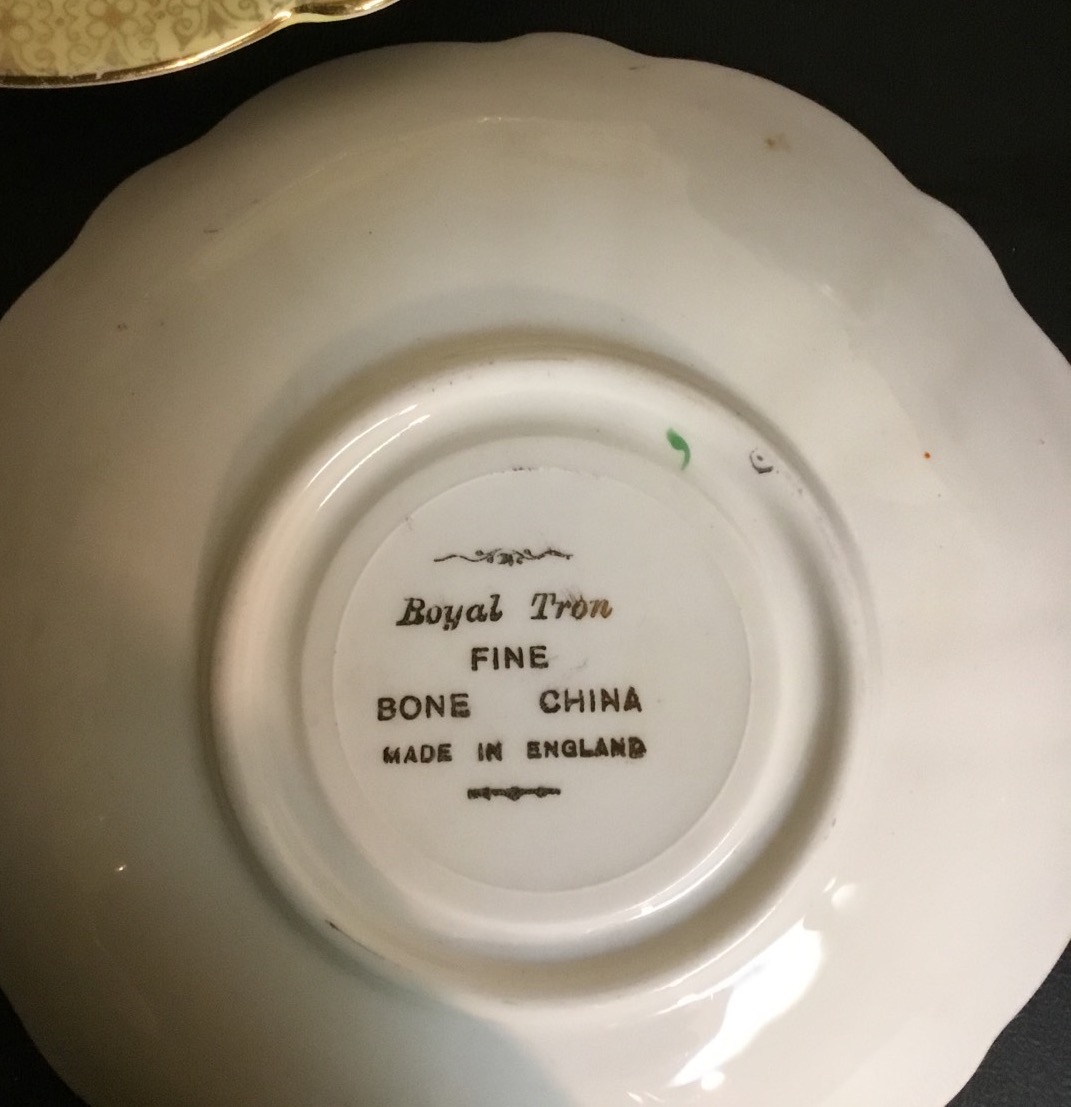 Royal Tron
FINE
BONE CHINA
MADE IN ENGLAND